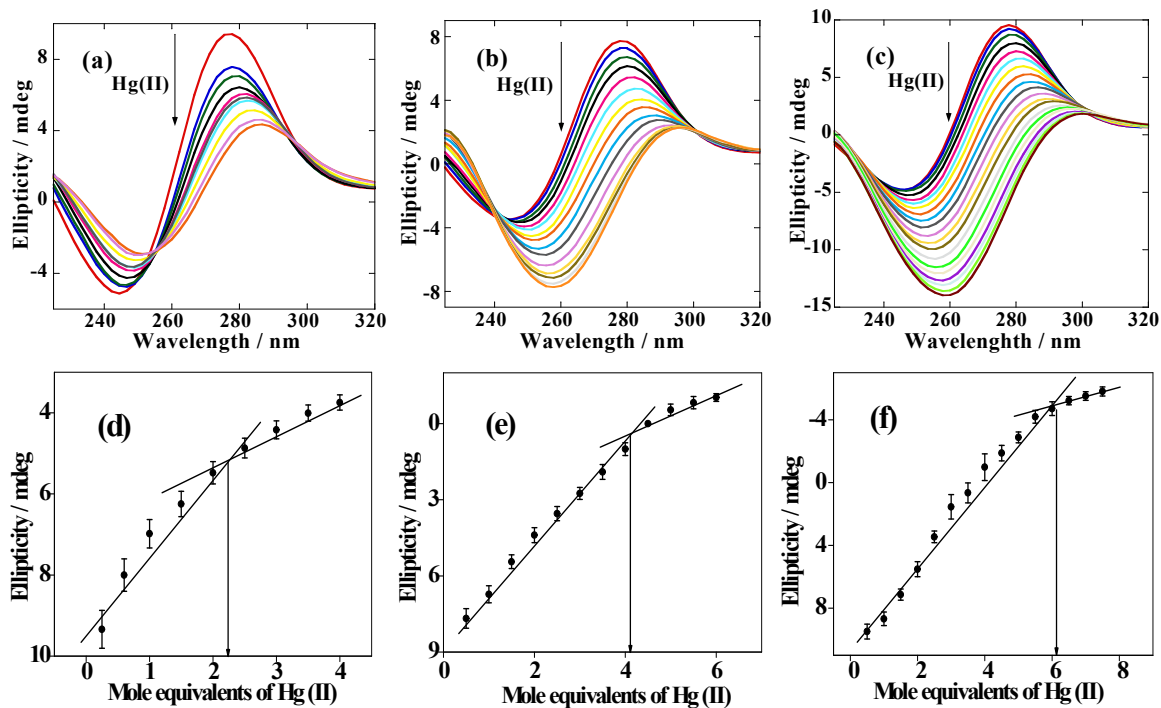 Ellipticity / mdeg
8
4
0
-4
(a)
Hg(II)
240 260 280 300 320
Wavelength / nm
Ellipticity / mdeg
8
4
0
-4
-8
(b)
Hg(II)
240 260 280 300 320
Wavelength / nm
Ellipticity / mdeg
10
5
0
-5
-10
-15
(c)
Hg(II)
240 260 280 300 320
Wavelenghth / nm
Ellipticity / mdeg
4
6
8
10
(d)
0 1 2 3 4
Mole equivalents of Hg (II)
Ellipticity / mdeg
0
3
6
9
(e)
0 2 4 6
Mole equivalents of Hg (II)
Ellipticity / mdeg
-4
0
4
8
(f)
0 2 4 6 8
Mole equivalents of Hg (II)